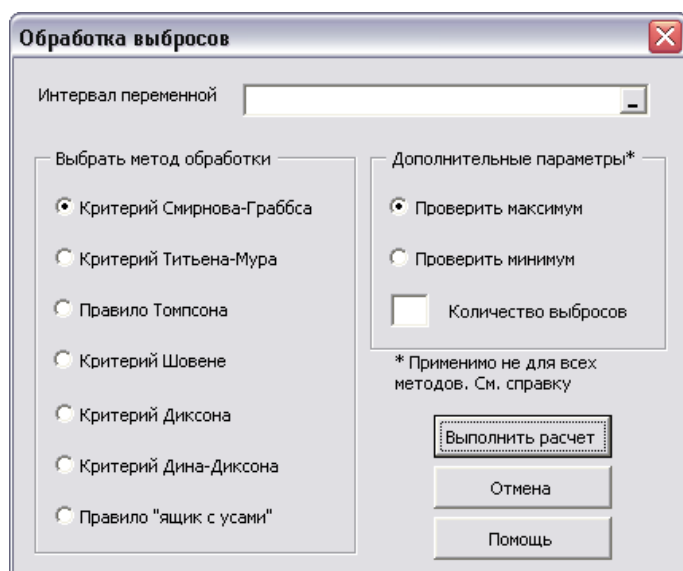 Обработка выбросов
Интервал переменной
Выбрать метод обработки
Критерий Смирнова-Граббса
Критерий Титьена-Мура
Правило Томпсона
Критерий Шовене
Критерий Диксона
Критерий Дина-Диксона
Правило "ящик с усами"
Дополнительные параметры*
Проверить максимум
Проверить минимум
Количество выбросов
* Применимо не для всех
методов. См. справку
Выполнить расчет
Отмена
Помощь